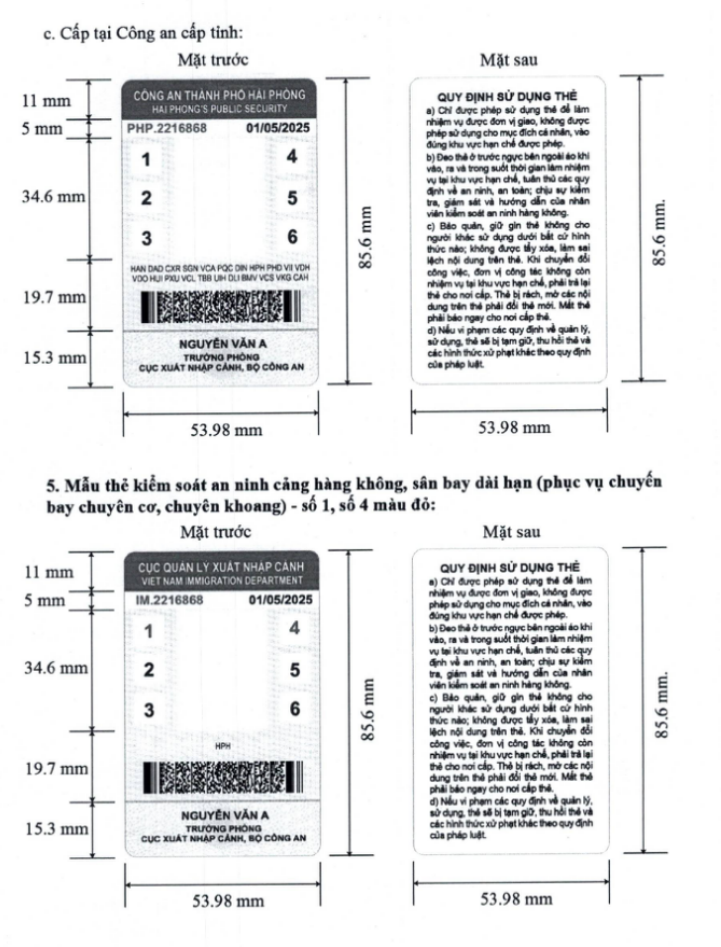 c. Cấp tại Công an cấp tỉnh:
Mặt trước
Mặt sau
11 mm
5 mm
34.6 mm
19.7 mm
15.3 mm
CÔNG AN THÀNH PHỐ HẢI PHÒNG
HAI PHONG'S PUBLIC SECURITY
PHP.2216868 01/05/2025
1 4
2 5
3 6
HAN DAD CXR SGN VCA PQC DIN HPH PHD VII VDH
VDO HUI PXU VCL TBB UIH DLI BMV VCS VKG CAH
NGUYỄN VĂN A
TRƯỞNG PHÒNG
CỤC XUẤT NHẬP CẢNH, BỘ CÔNG AN
85.6 mm
53.98 mm
QUY ĐỊNH SỬ DỤNG THẺ
a) Chỉ được phép sử dụng thẻ để làm
nhiệm vụ được đơn vị giao, không được
phép sử dụng cho mục đích cá nhân, vào
đúng khu vực hạn chế được phép.
b) Đeo thẻ ở trước ngực bên ngoài áo khi
vào, ra và trong suốt thời gian làm nhiệm
vụ tại khu vực hạn chế, tuân thủ các quy
định về an ninh, an toàn; chịu sự kiểm
tra, giám sát và hướng dẫn của nhân
viên kiểm soát an ninh hàng không.
c) Bảo quản, giữ gìn thẻ không cho
người khác sử dụng dưới bất cứ hình
thức nào; không được tẩy xóa, làm sai
lệch nội dung trên thẻ. Khi chuyển đổi
công việc, đơn vị công tác không còn
nhiệm vụ tại khu vực hạn chế, phải trả lại
thẻ cho nơi cấp. Thẻ bị rách, mờ các nội
dung trên thẻ phải đổi thẻ mới. Mất thẻ
phải báo ngay cho nơi cấp thẻ.
d) Nếu vi phạm các quy định về quản lý,
sử dụng, thẻ sẽ bị tạm giữ, thu hồi thẻ và
các hình thức xử phạt khác theo quy định
của pháp luật.
85.6 mm.
53.98 mm
5. Mẫu thẻ kiểm soát an ninh cảng hàng không, sân bay dài hạn (phục vụ chuyến
bay chuyên cơ, chuyên khoang) - số 1, số 4 màu đỏ:
Mặt trước
Mặt sau
11 mm
5 mm
34.6 mm
19.7 mm
15.3 mm
CỤC QUẢN LÝ XUẤT NHẬP CẢNH
VIET NAM IMMIGRATION DEPARTMENT
IM.2216868 01/05/2025
1 4
2 5
3 6
HPH
NGUYỄN VĂN A
TRƯỞNG PHÒNG
CỤC XUẤT NHẬP CẢNH, BỘ CÔNG AN
85.6 mm
53.98 mm
QUY ĐỊNH SỬ DỤNG THẺ
a) Chỉ được phép sử dụng thẻ để làm
nhiệm vụ được đơn vị giao, không được
phép sử dụng cho mục đích cá nhân, vào
đúng khu vực hạn chế được phép.
b) Đeo thẻ ở trước ngực bên ngoài áo khi
vào, ra và trong suốt thời gian làm nhiệm
vụ tại khu vực hạn chế, tuân thủ các quy
định về an ninh, an toàn; chịu sự kiểm
tra, giám sát và hướng dẫn của nhân
viên kiểm soát an ninh hàng không.
c) Bảo quản, giữ gìn thẻ không cho
người khác sử dụng dưới bất cứ hình
thức nào; không được tẩy xóa, làm sai
lệch nội dung trên thẻ. Khi chuyển đổi
công việc, đơn vị công tác không còn
nhiệm vụ tại khu vực hạn chế, phải trả lại
thẻ cho nơi cấp. Thẻ bị rách, mờ các nội
dung trên thẻ phải đổi thẻ mới. Mất thẻ
phải báo ngay cho nơi cấp thẻ.
d) Nếu vi phạm các quy định về quản lý,
sử dụng, thẻ sẽ bị tạm giữ, thu hồi thẻ và
các hình thức xử phạt khác theo quy định
của pháp luật.
85.6 mm.
53.98 mm